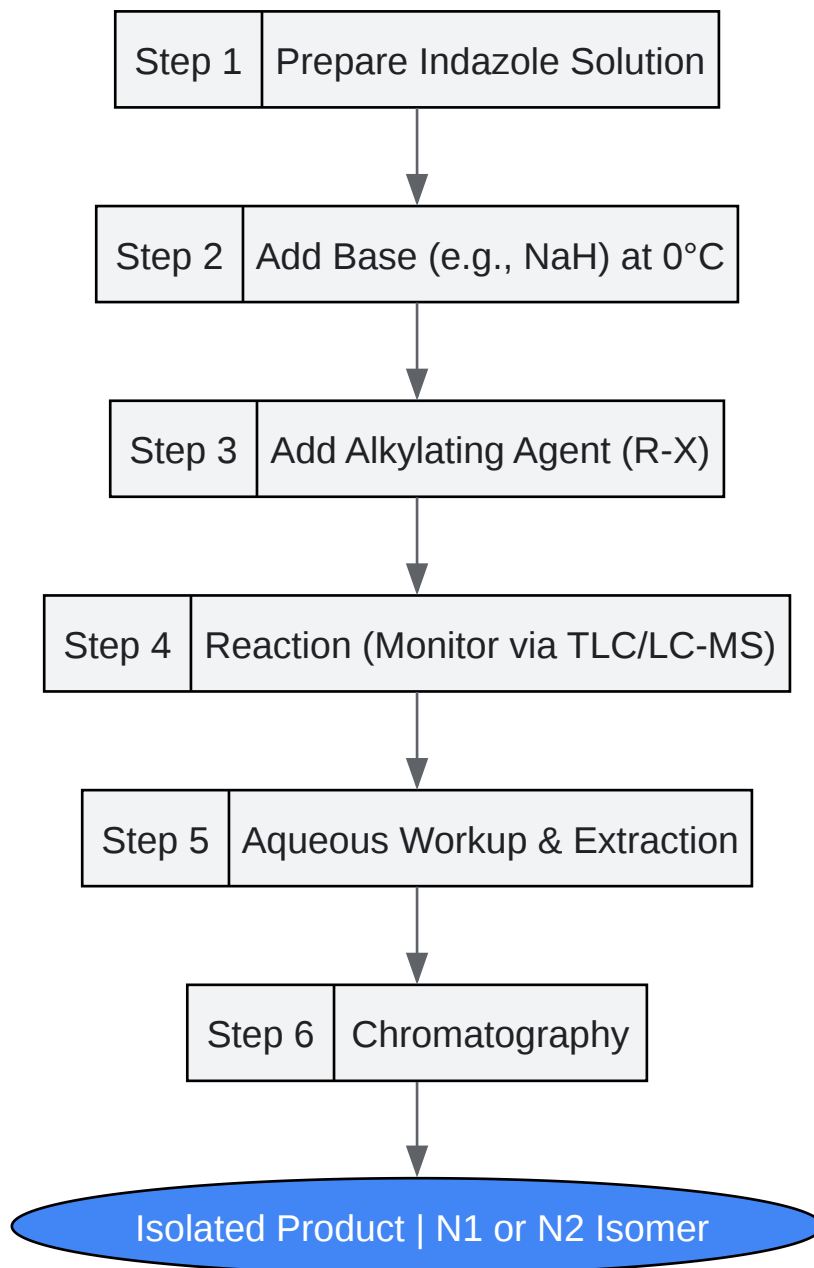 Step 1 Prepare Indazole Solution
Step 2 Add Base (e.g., NaH) at 0°C
Step 3 Add Alkylating Agent (R-X)
Step 4 Reaction (Monitor via TLC/LC-MS)
Step 5 Aqueous Workup & Extraction
Step 6 Chromatography
Isolated Product | N1 or N2 Isomer